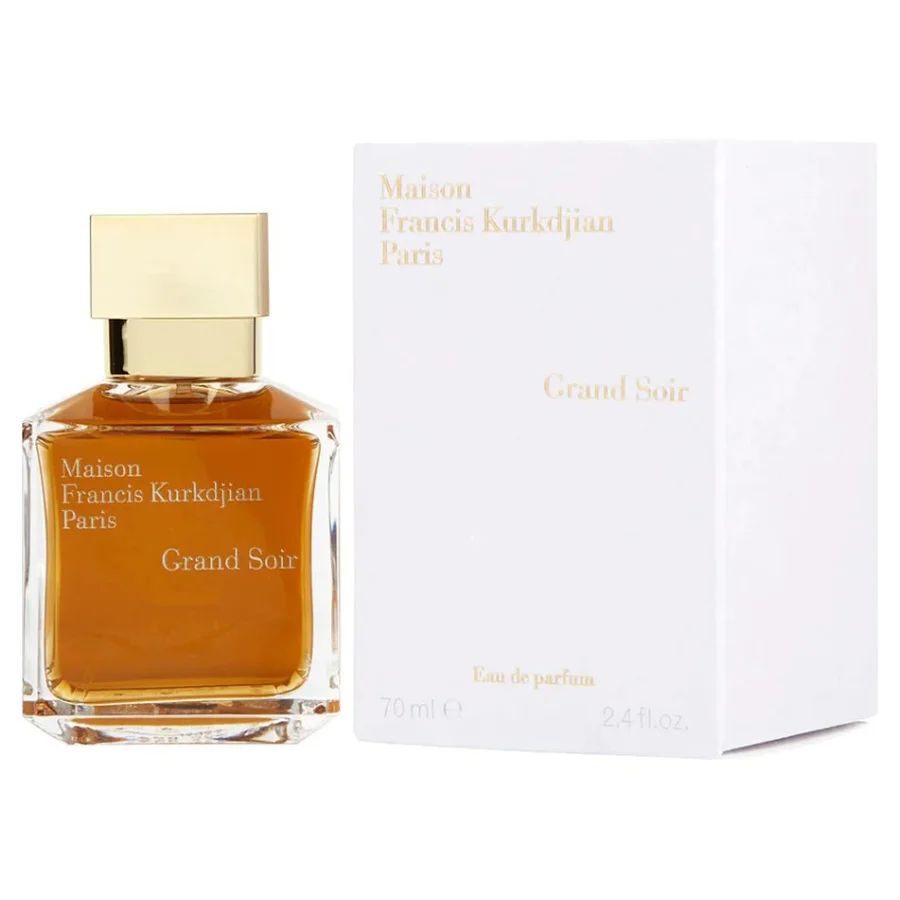 Maison
Francis Kurkdjian
Paris
Grand Soir
Maison
Francis Kurkdjian
Paris
Grand Soir
Eau de parfum
70 ml ℮
2,4 fl.oz.